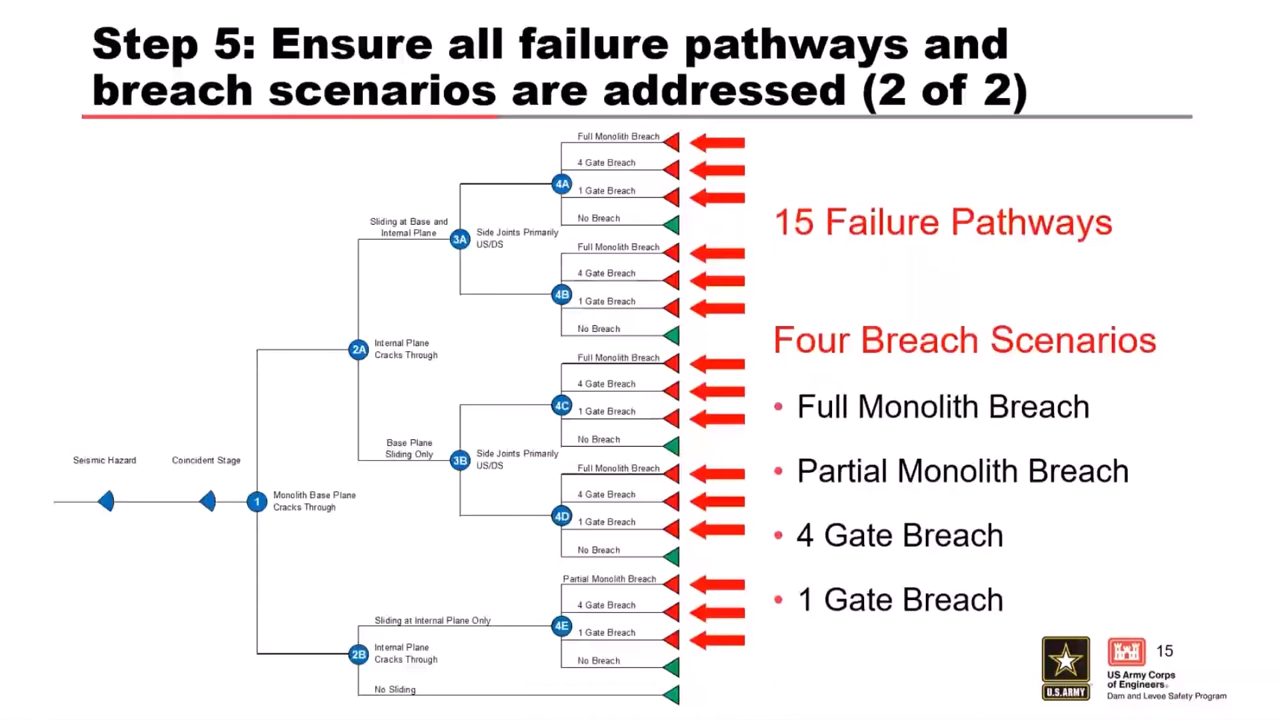 Step 5: Ensure all failure pathways and
breach scenarios are addressed (2 of 2)
Seismic Hazard
Coincident Stage
1
Monolith Base Plane
Cracks Through
2A
Internal Plane
Cracks Through
Sliding at Base and
Internal Plane
3A
Side Joints Primarily
US/DS
4A
Full Monolith Breach
4 Gate Breach
1 Gate Breach
No Breach
4B
Full Monolith Breach
4 Gate Breach
1 Gate Breach
No Breach
Base Plane
Sliding Only
3B
Side Joints Primarily
US/DS
4C
Full Monolith Breach
4 Gate Breach
1 Gate Breach
No Breach
4D
Full Monolith Breach
4 Gate Breach
1 Gate Breach
No Breach
2B
Internal Plane
Cracks Through
Sliding at Internal Plane Only
4E
Partial Monolith Breach
4 Gate Breach
1 Gate Breach
No Breach
No Sliding
15 Failure Pathways
Four Breach Scenarios
• Full Monolith Breach
• Partial Monolith Breach
• 4 Gate Breach
• 1 Gate Breach
U.S.ARMY
US Army Corps
of Engineers®
Dam and Levee Safety Program
15